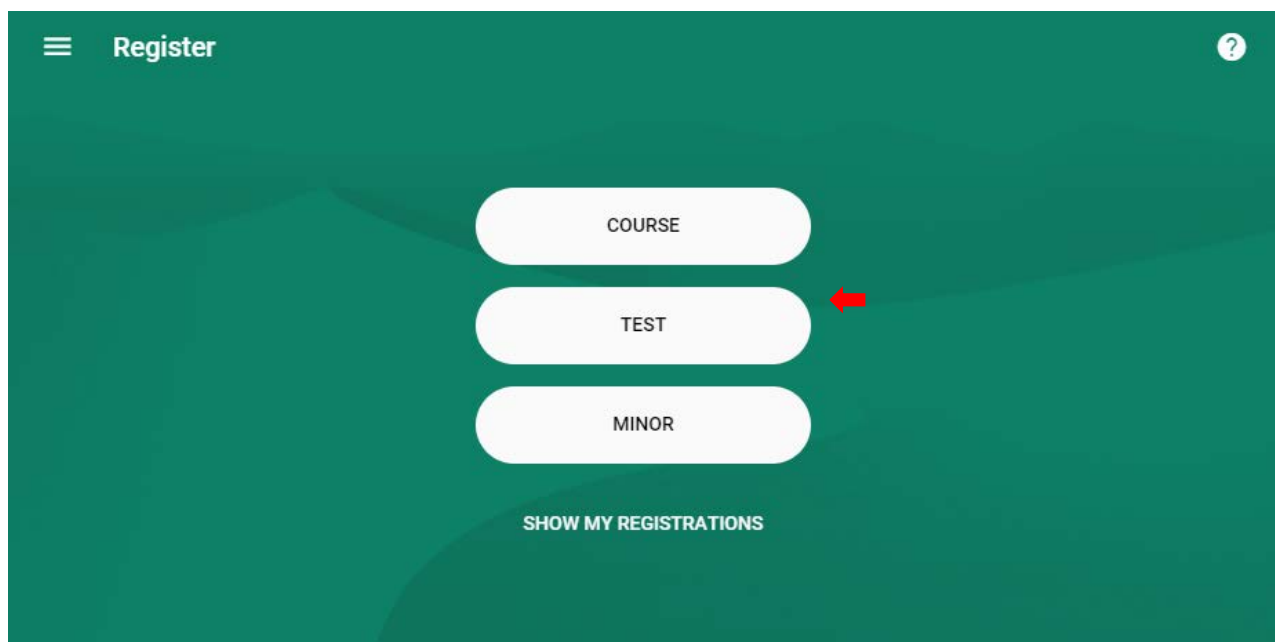 Register
?
COURSE
TEST
MINOR
SHOW MY REGISTRATIONS